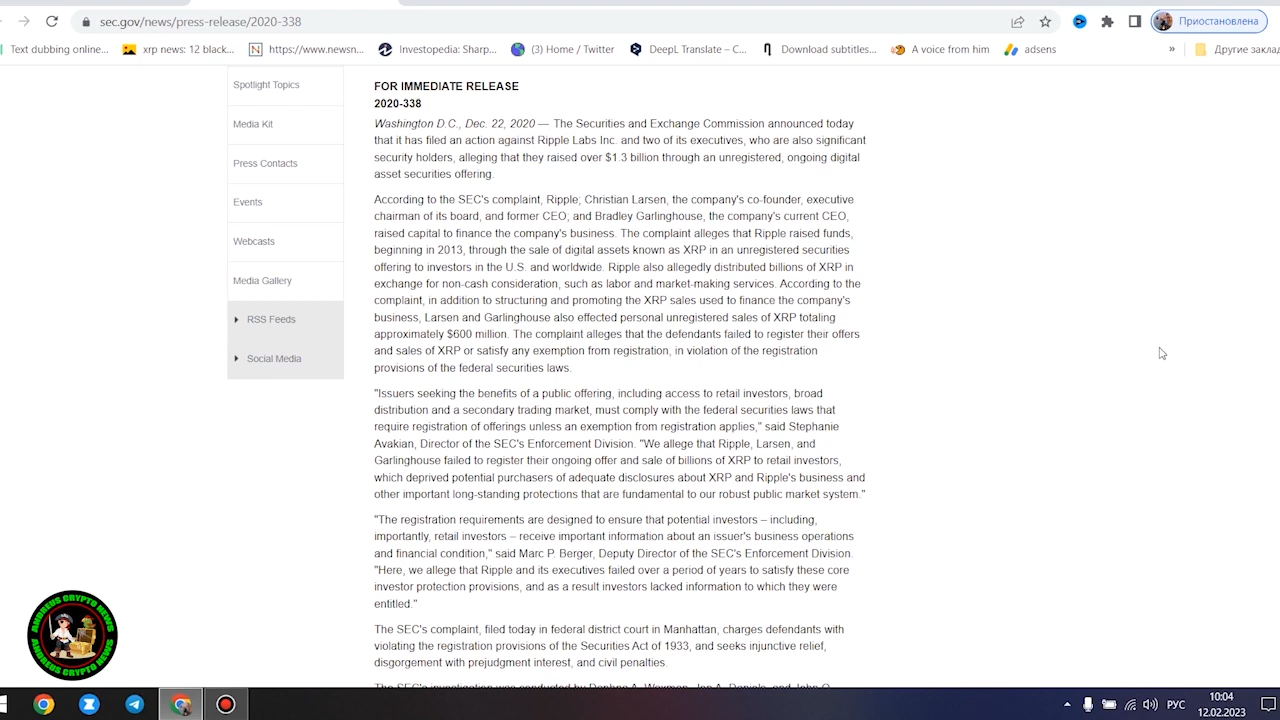 sec.gov/news/press-release/2020-338
Приостановлена
Text dubbing online...
xrp news: 12 black...
N
https://www.newsn...
Investopedia: Sharp...
(3) Home / Twitter
DeepL Translate – C...
Download subtitles...
A voice from him
adsens
»
Другие заклад
Spotlight Topics
Media Kit
Press Contacts
Events
Webcasts
Media Gallery
RSS Feeds
Social Media
FOR IMMEDIATE RELEASE
2020-338
Washington D.C., Dec. 22, 2020 — The Securities and Exchange Commission announced today
that it has filed an action against Ripple Labs Inc. and two of its executives, who are also significant
security holders, alleging that they raised over $1.3 billion through an unregistered, ongoing digital
asset securities offering.
According to the SEC's complaint, Ripple; Christian Larsen, the company's co-founder, executive
chairman of its board, and former CEO; and Bradley Garlinghouse, the company's current CEO,
raised capital to finance the company's business. The complaint alleges that Ripple raised funds,
beginning in 2013, through the sale of digital assets known as XRP in an unregistered securities
offering to investors in the U.S. and worldwide. Ripple also allegedly distributed billions of XRP in
exchange for non-cash consideration, such as labor and market-making services. According to the
complaint, in addition to structuring and promoting the XRP sales used to finance the company's
business, Larsen and Garlinghouse also effected personal unregistered sales of XRP totaling
approximately $600 million. The complaint alleges that the defendants failed to register their offers
and sales of XRP or satisfy any exemption from registration, in violation of the registration
provisions of the federal securities laws.
"Issuers seeking the benefits of a public offering, including access to retail investors, broad
distribution and a secondary trading market, must comply with the federal securities laws that
require registration of offerings unless an exemption from registration applies," said Stephanie
Avakian, Director of the SEC's Enforcement Division. "We allege that Ripple, Larsen, and
Garlinghouse failed to register their ongoing offer and sale of billions of XRP to retail investors,
which deprived potential purchasers of adequate disclosures about XRP and Ripple's business and
other important long-standing protections that are fundamental to our robust public market system."
"The registration requirements are designed to ensure that potential investors – including,
importantly, retail investors – receive important information about an issuer's business operations
and financial condition," said Marc P. Berger, Deputy Director of the SEC's Enforcement Division.
"Here, we allege that Ripple and its executives failed over a period of years to satisfy these core
investor protection provisions, and as a result investors lacked information to which they were
entitled."
The SEC's complaint, filed today in federal district court in Manhattan, charges defendants with
violating the registration provisions of the Securities Act of 1933, and seeks injunctive relief,
disgorgement with prejudgment interest, and civil penalties.
The SEC's investigation was conducted by Daphna A. Waxman, Jon A. Daniels, and John O.
ANDREUS CRYPTO NEWS
ANDREUS CRYPTO NEWS
РУС
10:04
12.02.2023